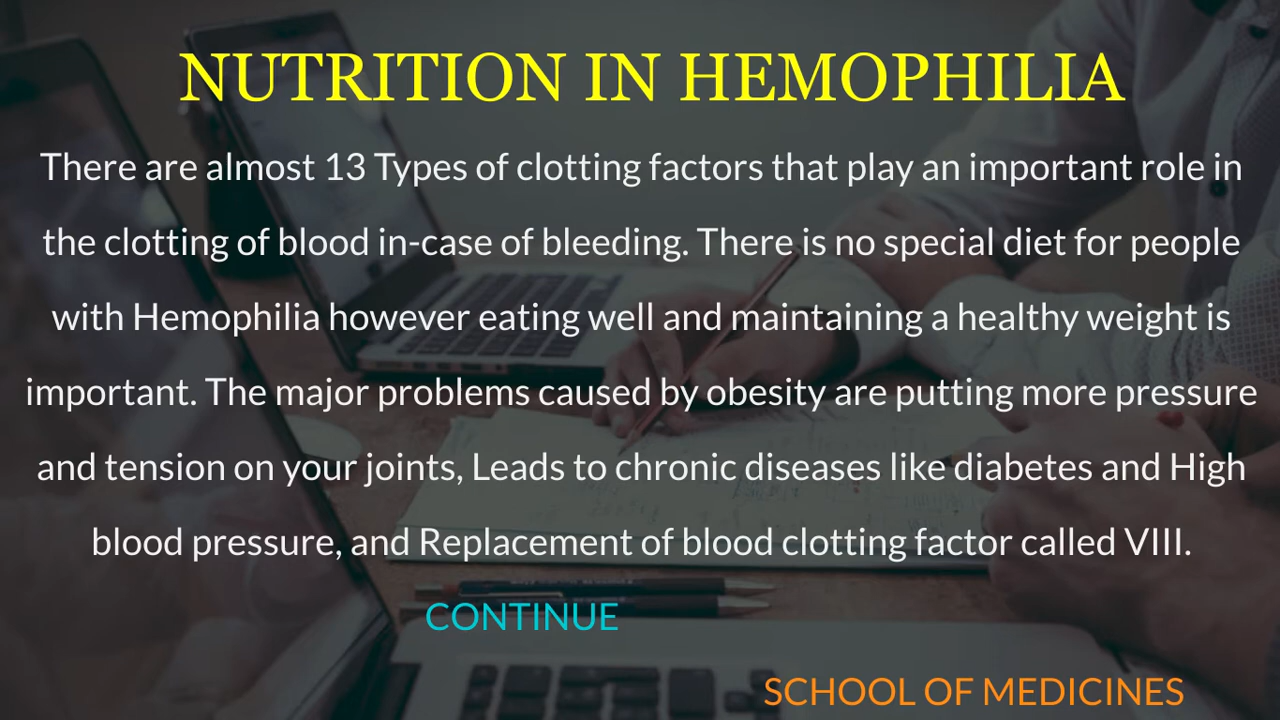 NUTRITION IN HEMOPHILIA
There are almost 13 Types of clotting factors that play an important role in
the clotting of blood in-case of bleeding. There is no special diet for people
with Hemophilia however eating well and maintaining a healthy weight is
important. The major problems caused by obesity are putting more pressure
and tension on your joints, Leads to chronic diseases like diabetes and High
blood pressure, and Replacement of blood clotting factor called VIII.
CONTINUE
SCHOOL OF MEDICINES